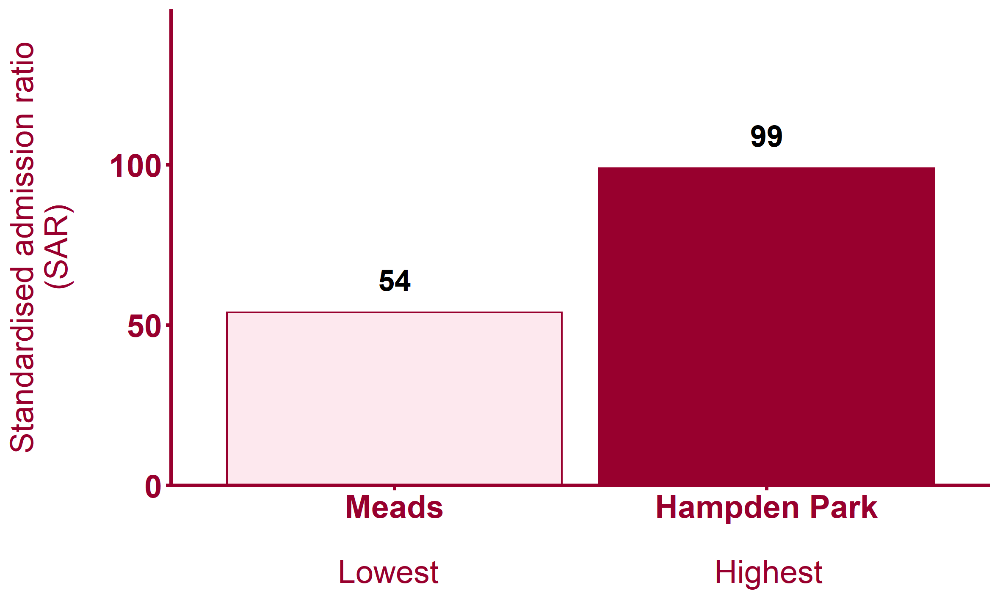 Standardised admission ratio
(SAR)
100
50
0
54
99
Meads
Hampden Park
Lowest
Highest